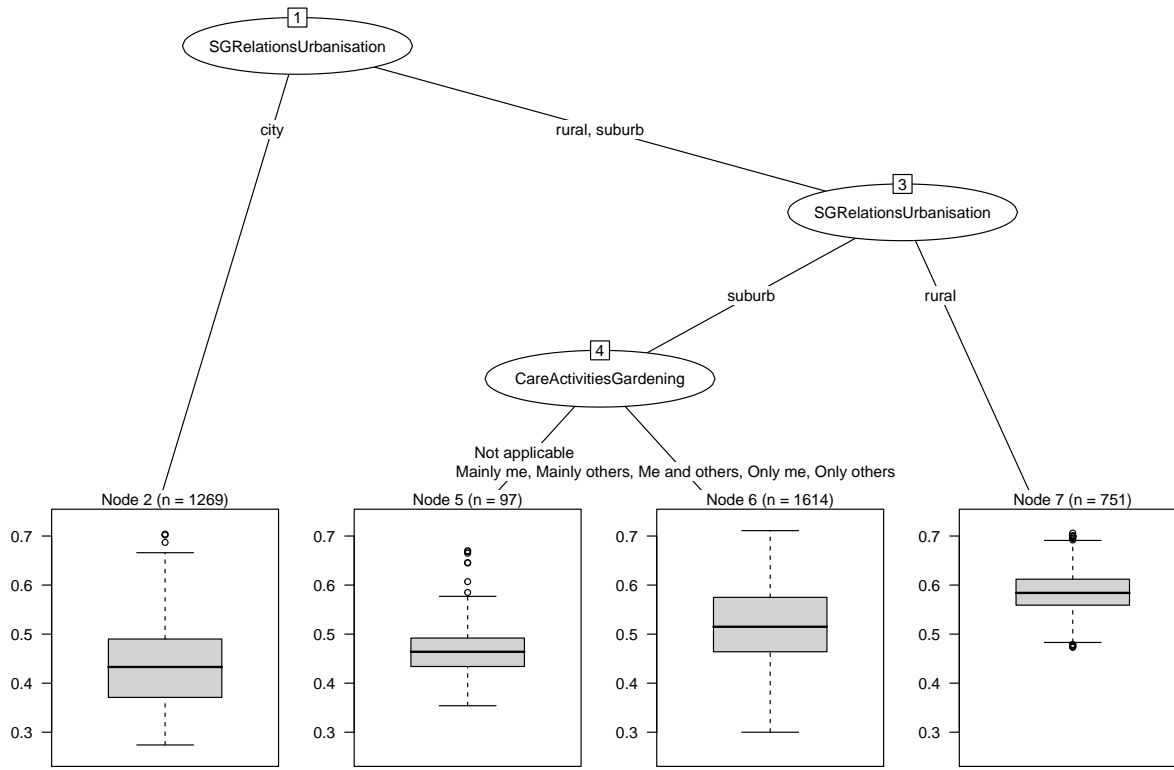 1
SGRelationsUrbanisation
city
rural, suburb
3
SGRelationsUrbanisation
suburb
rural
4
CareActivitiesGardening
Not applicable
Mainly me, Mainly others, Me and others, Only me, Only others
Node 2 (n = 1269)
0.3
0.4
0.5
0.6
0.7
Node 5 (n = 97)
0.3
0.4
0.5
0.6
0.7
Node 6 (n = 1614)
0.3
0.4
0.5
0.6
0.7
Node 7 (n = 751)
0.3
0.4
0.5
0.6
0.7